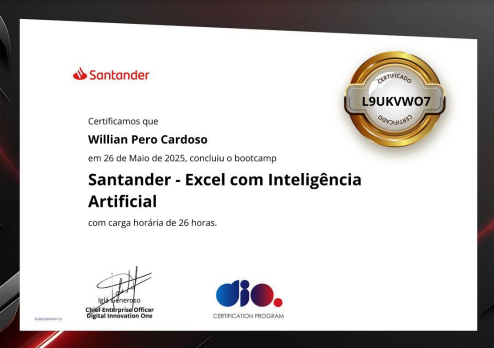 Santander
CERTIFICADO
L9UKVWO7
CERTIFICADO
Certificamos que
Willian Pero Cardoso
em 26 de Maio de 2025, concluiu o bootcamp
Santander - Excel com Inteligência
Artificial
com carga horária de 26 horas.
Iglá Generoso
Chief Enterprise Officer
Digital Innovation One
dio.
CERTIFICATION PROGRAM